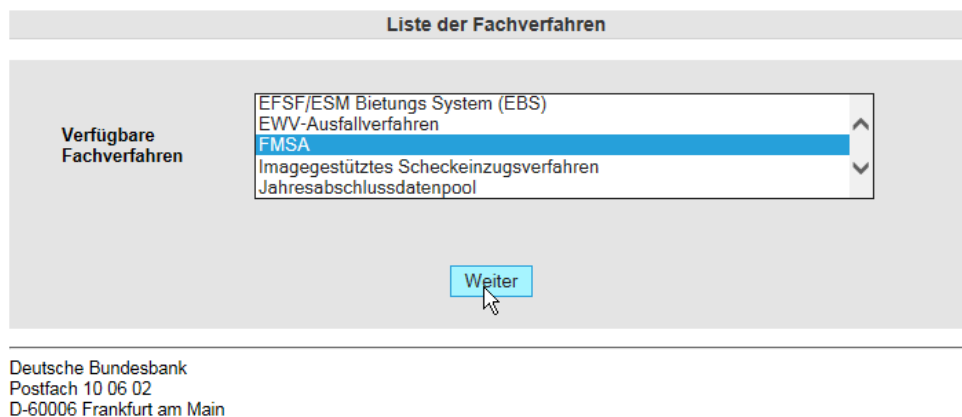 Liste der Fachverfahren
Verfügbare
Fachverfahren
EFSF/ESM Bietungs System (EBS)
EWV-Ausfallverfahren
FMSA
Imagegestütztes Scheckeinzugsverfahren
Jahresabschlussdatenpool
Weiter
Deutsche Bundesbank
Postfach 10 06 02
D-60006 Frankfurt am Main